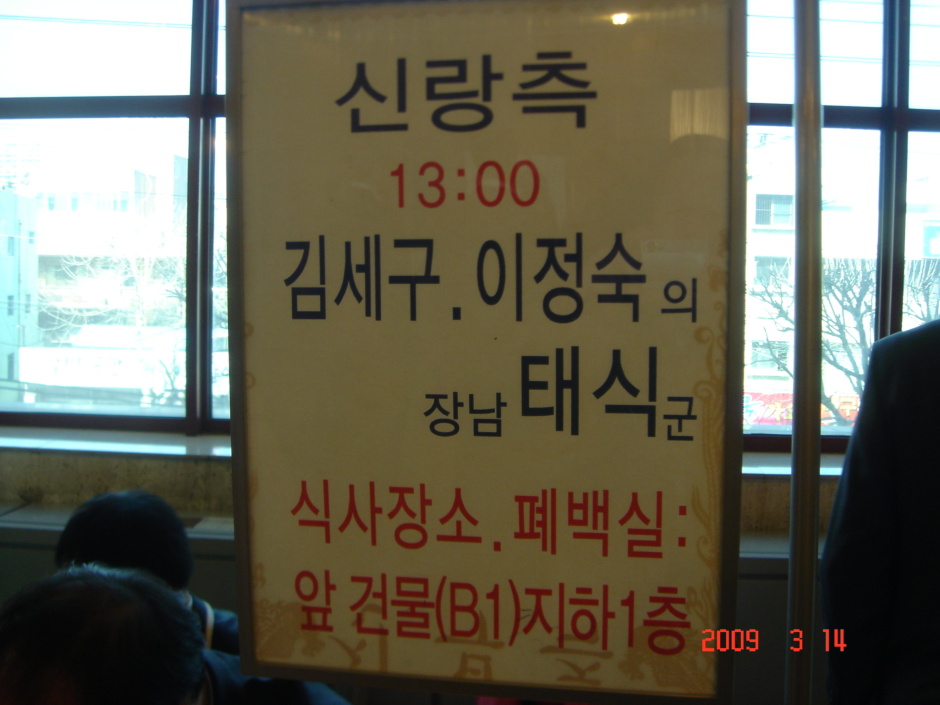 신랑측
13:00
김세구.이정숙의
장남태식군
식사장소.폐백실:
앞 건물(B1)지하1층
2009 3 14